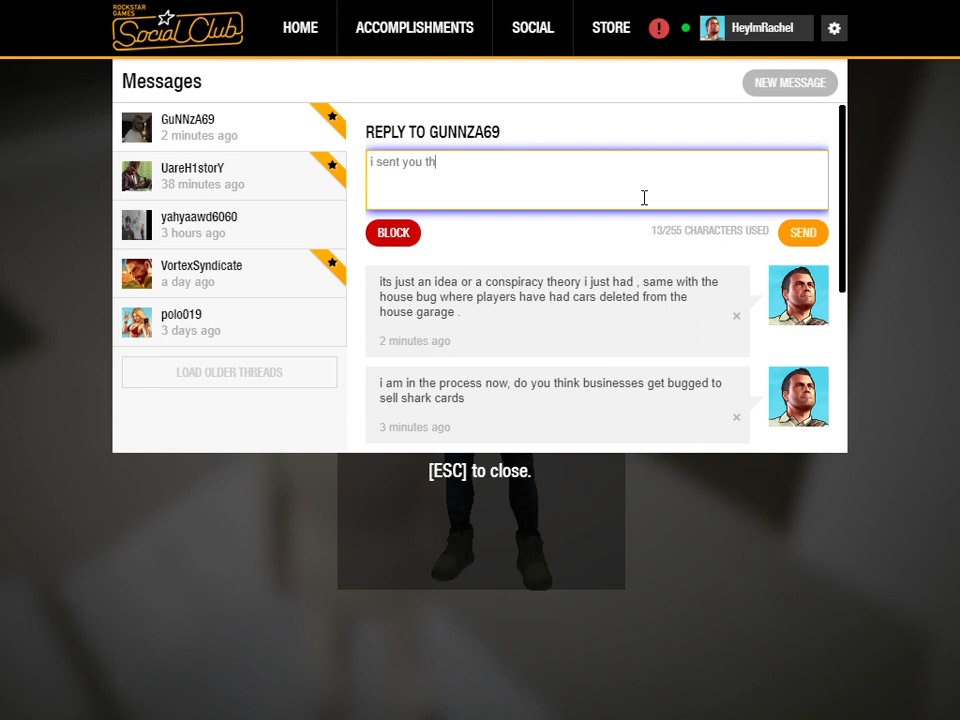 ROCKSTAR
GAMES
Social Club
HOME
ACCOMPLISHMENTS
SOCIAL
STORE
!
HeyImRachel
Messages
NEW MESSAGE
GuNNzA69
2 minutes ago
UareH1storY
38 minutes ago
yahyaawd6060
3 hours ago
VortexSyndicate
a day ago
polo019
3 days ago
LOAD OLDER THREADS
REPLY TO GUNNZA69
i sent you th
BLOCK
13/255 CHARACTERS USED
SEND
its just an idea or a conspiracy theory i just had , same with the
house bug where players have had cars deleted from the
house garage .
2 minutes ago
i am in the process now, do you think businesses get bugged to
sell shark cards
3 minutes ago
[ESC] to close.